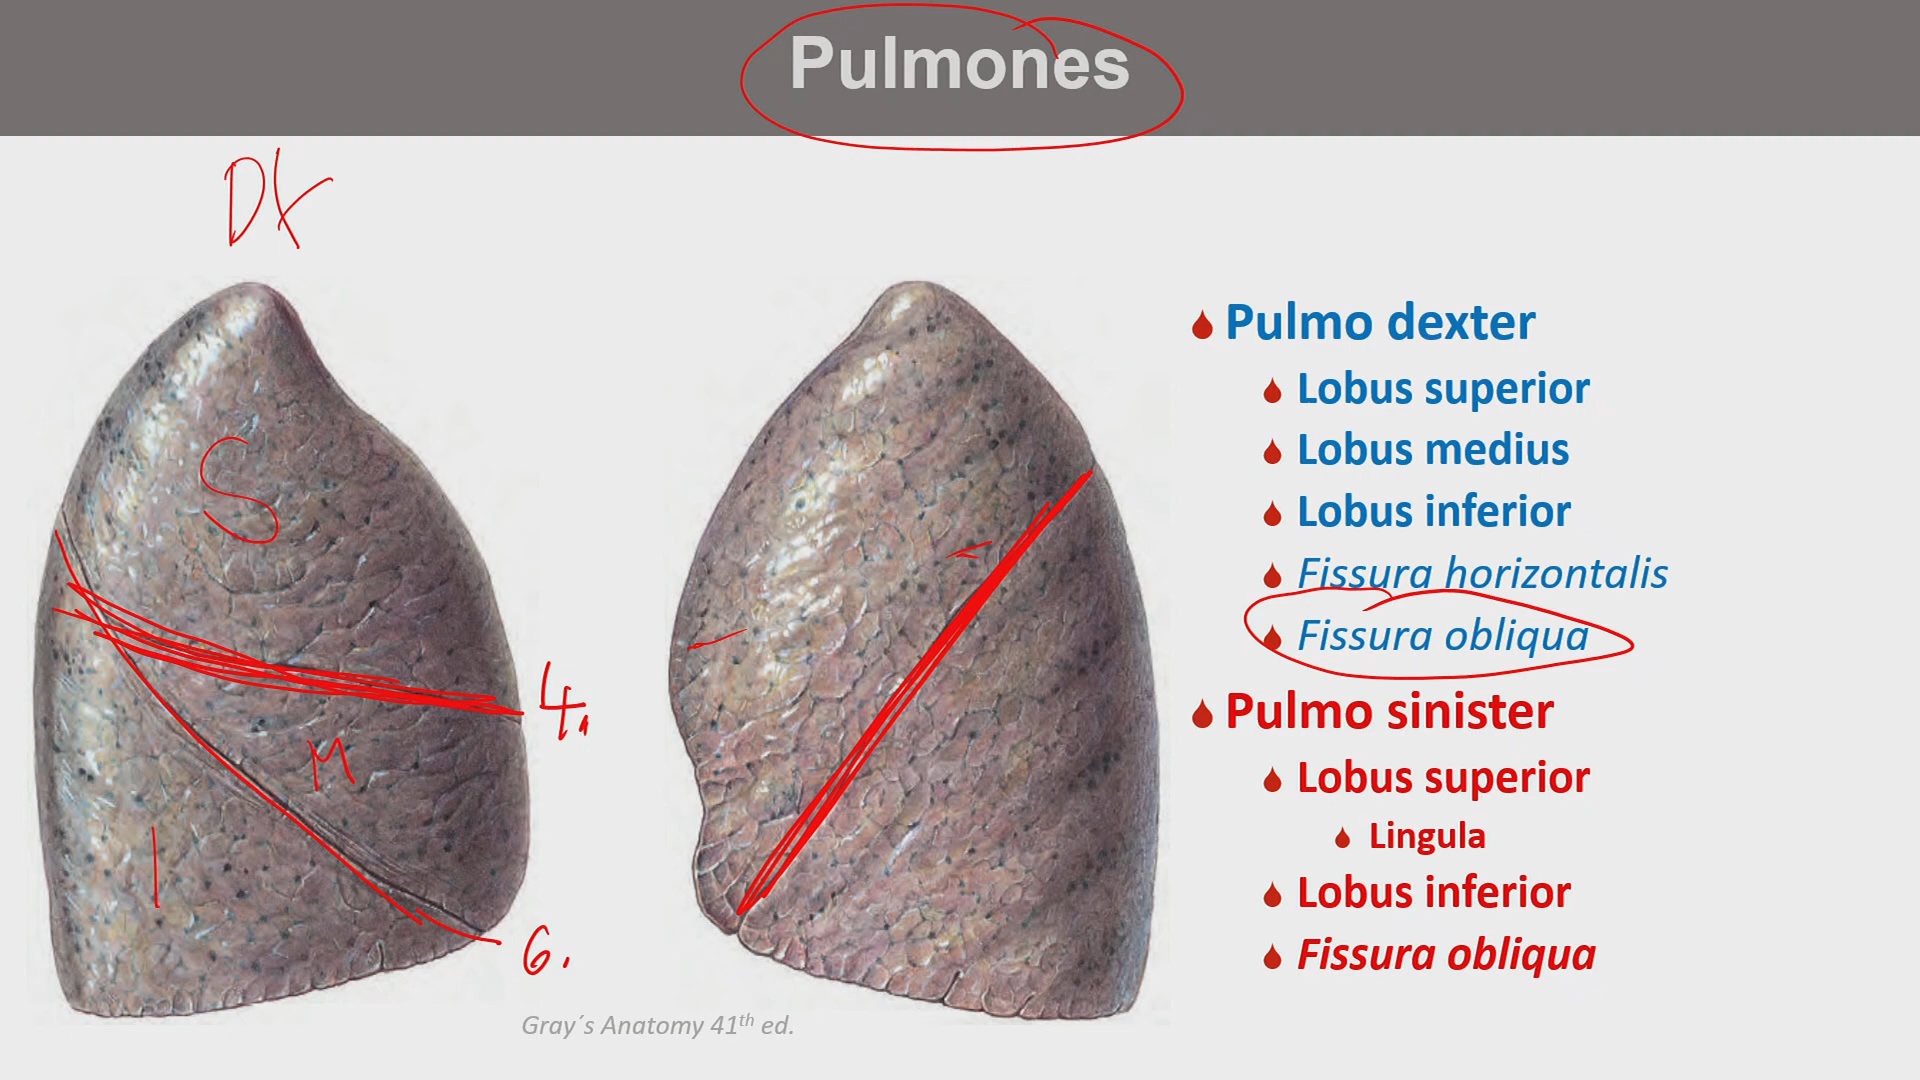 Pulmones
Dx
S
4.
M
I
6.
Pulmo dexter
Lobus superior
Lobus medius
Lobus inferior
Fissura horizontalis
Fissura obliqua
Pulmo sinister
Lobus superior
Lingula
Lobus inferior
Fissura obliqua
Gray´s Anatomy 41th ed.